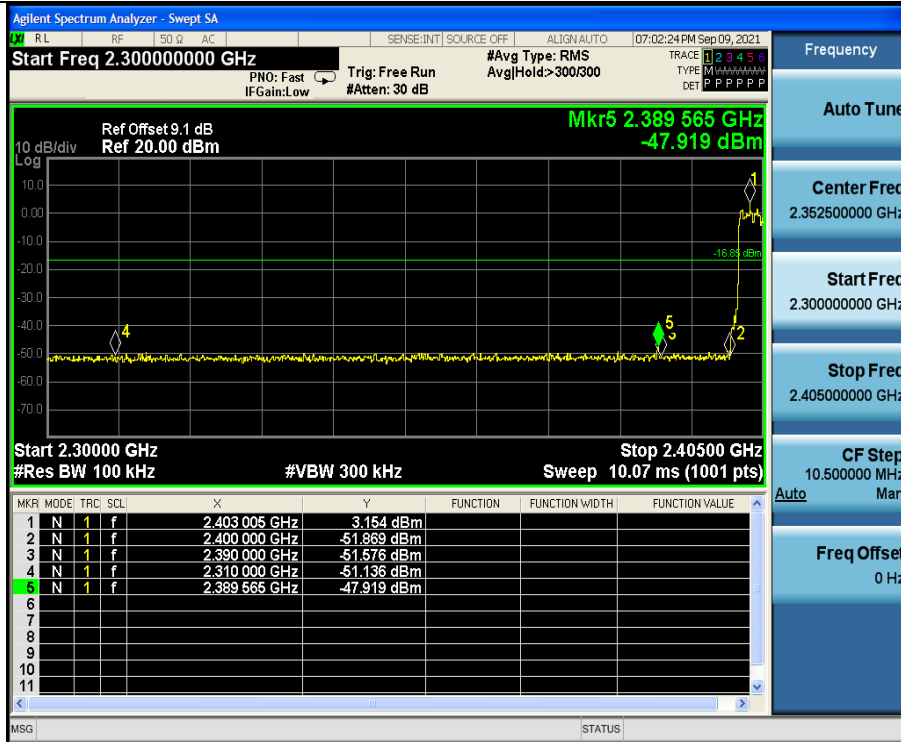 Agilent Spectrum Analyzer - Swept SA
LXI RL RF 50 Ω AC SENSE:INT SOURCE OFF ALIGN AUTO 07:02:24 PM Sep 09, 2021
Start Freq 2.300000000 GHz
PNO: Fast
IFGain:Low
Trig: Free Run
#Atten: 30 dB
#Avg Type: RMS
Avg|Hold:>300/300
TRACE 1 2 3 4 5 6
TYPE M
DET P P P P P P
Mkr5 2.389 565 GHz
-47.919 dBm
Ref Offset 9.1 dB
10 dB/div Ref 20.00 dBm
Log
10.0
0.00
-10.0
-20.0
-30.0
-40.0
-50.0
-60.0
-70.0
-16.85 dBm
1
4
5
3
2
Start 2.30000 GHz Stop 2.40500 GHz
#Res BW 100 kHz #VBW 300 kHz Sweep 10.07 ms (1001 pts)
MKR MODE TRC SCL X Y FUNCTION FUNCTION WIDTH FUNCTION VALUE
1 N 1 f 2.403 005 GHz 3.154 dBm
2 N 1 f 2.400 000 GHz -51.869 dBm
3 N 1 f 2.390 000 GHz -51.576 dBm
4 N 1 f 2.310 000 GHz -51.136 dBm
5 N 1 f 2.389 565 GHz -47.919 dBm
6
7
8
9
10
11
MSG STATUS
Frequency
Auto Tune
Center Freq
2.352500000 GHz
Start Freq
2.300000000 GHz
Stop Freq
2.405000000 GHz
CF Step
10.500000 MHz
Auto Man
Freq Offset
0 Hz